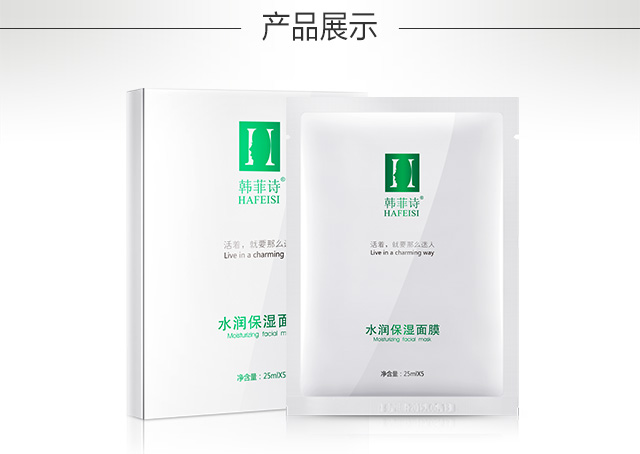 产品展示
韩菲诗®
HAFEISI
活着，就要那么迷
Live in a charming
水润保湿面
Moisturizing facial m
净含量：25mlX5
韩菲诗®
HAFEISI
活着，就要那么迷人
Live in a charming way
水润保湿面膜
Moisturizing facial mask
净含量：25mlX5